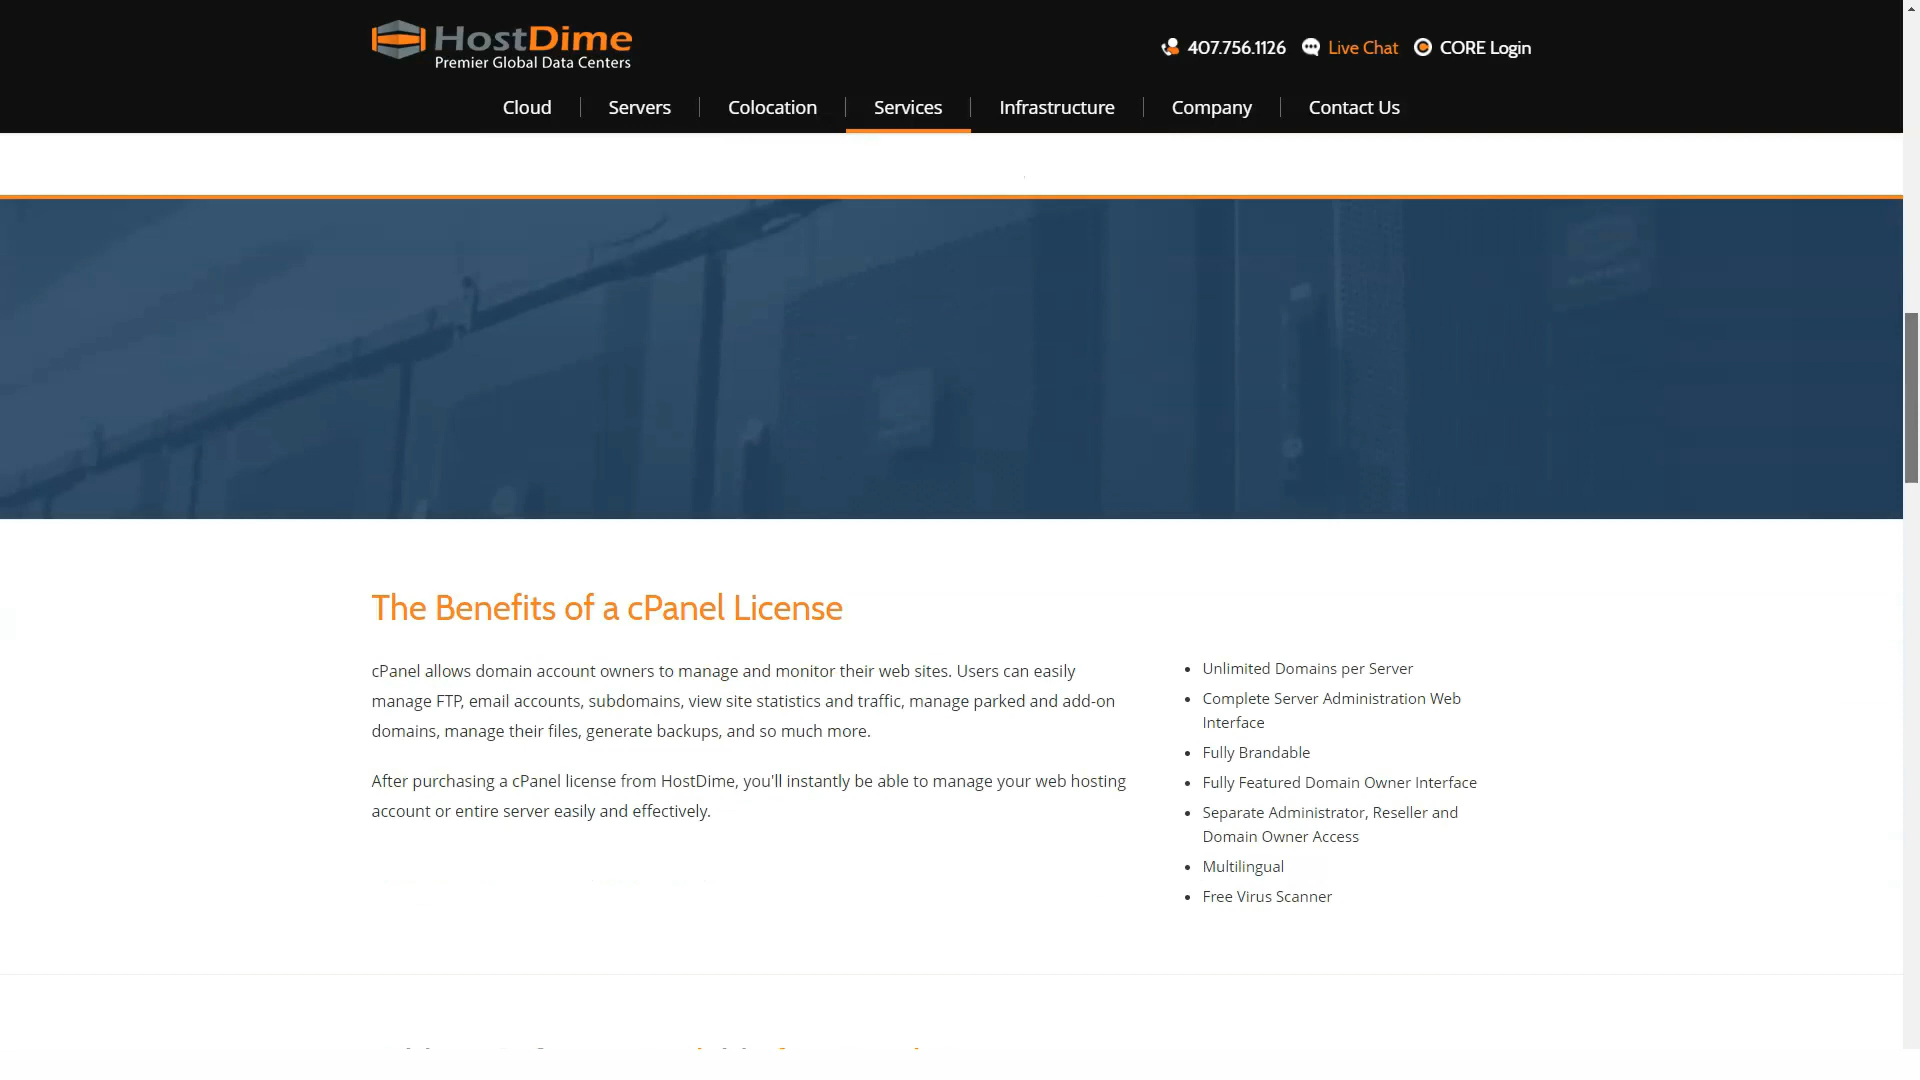 HostDime
Premier Global Data Centers
407.756.1126 Live Chat CORE Login
Cloud Servers Colocation Services Infrastructure Company Contact Us
The Benefits of a cPanel License
cPanel allows domain account owners to manage and monitor their web sites. Users can easily
manage FTP, email accounts, subdomains, view site statistics and traffic, manage parked and add-on
domains, manage their files, generate backups, and so much more.
After purchasing a cPanel license from HostDime, you'll instantly be able to manage your web hosting
account or entire server easily and effectively.
Unlimited Domains per Server
Complete Server Administration Web
Interface
Fully Brandable
Fully Featured Domain Owner Interface
Separate Administrator, Reseller and
Domain Owner Access
Multilingual
Free Virus Scanner